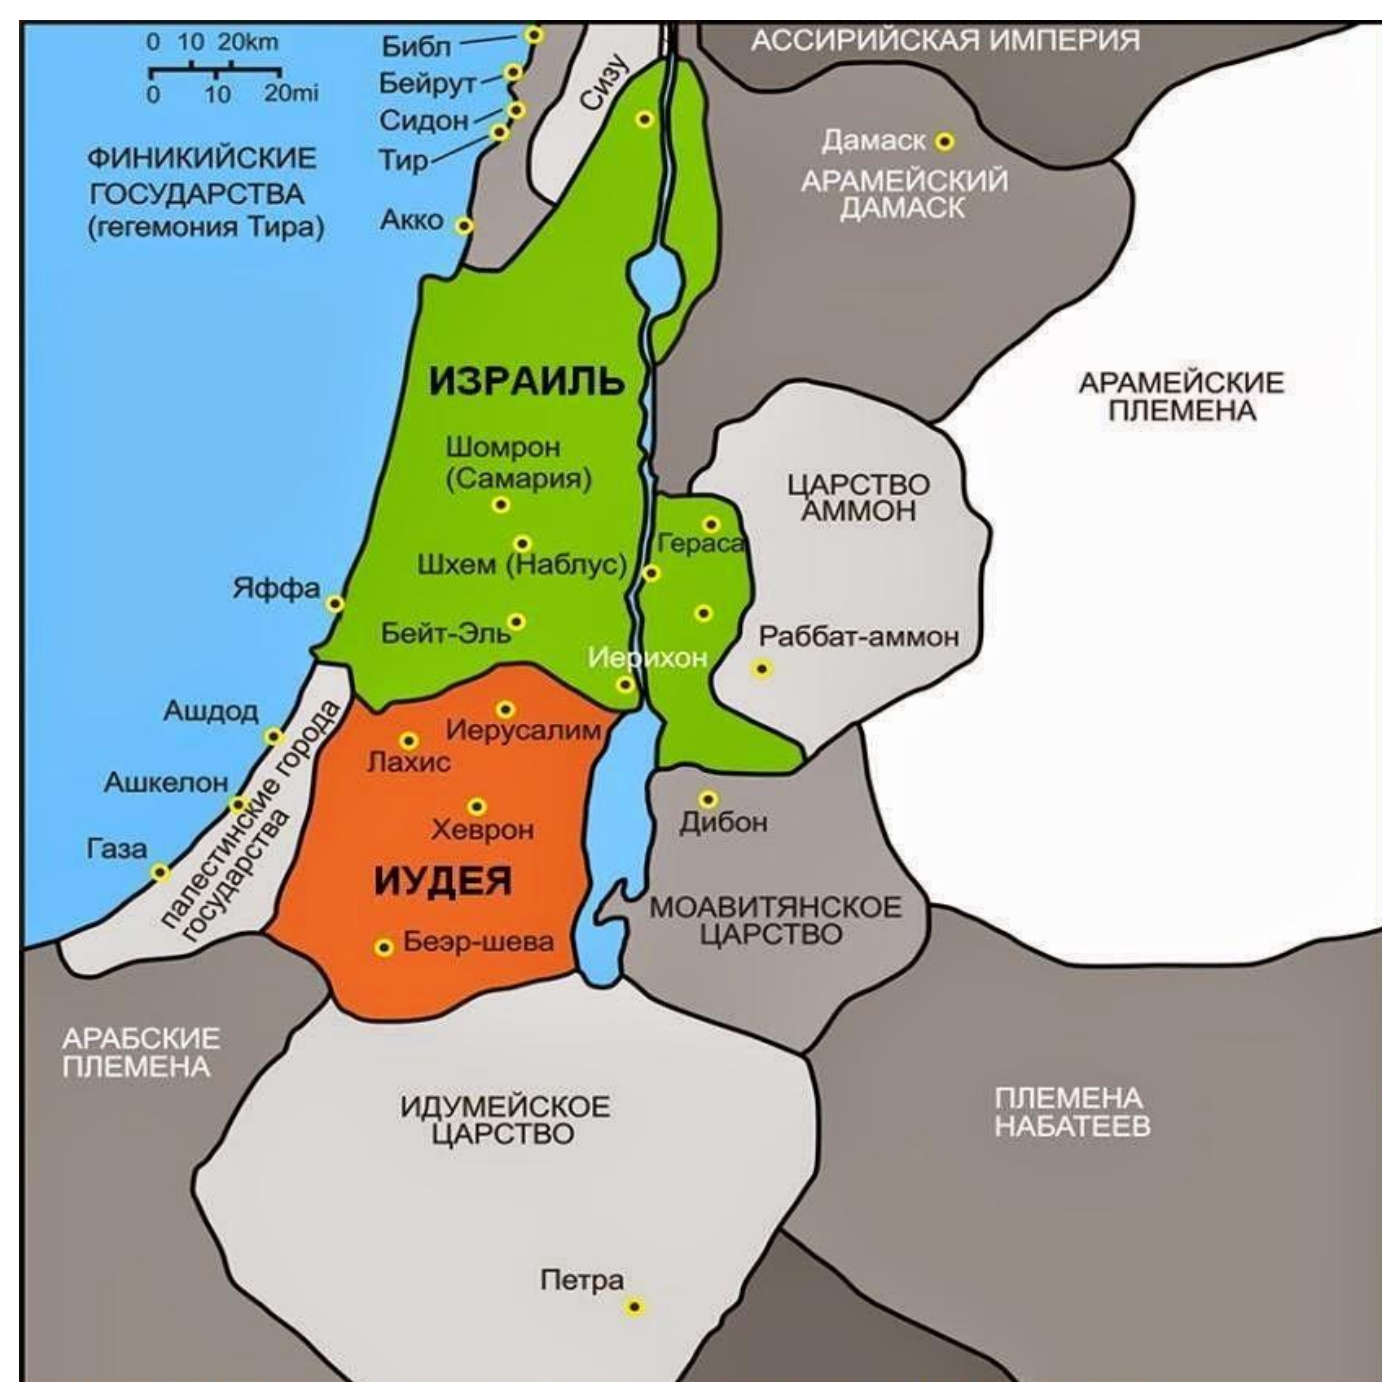 0 10 20km
0 10 20mi
Библ
Бейрут
Сидон
Тир
Акко
Сизу
АССИРИЙСКАЯ ИМПЕРИЯ
ФИНИКИЙСКИЕ
ГОСУДАРСТВА
(гегемония Тира)
Дамаск
АРАМЕЙСКИЙ
ДАМАСК
ИЗРАИЛЬ
АРАМЕЙСКИЕ
ПЛЕМЕНА
Шомрон
(Самария)
ЦАРСТВО
АММОН
Гераса
Шхем (Наблус)
Яффа
Бейт-Эль
Раббат-аммон
Иерихон
Ашдод
Иерусалим
Лахис
Ашкелон
палестинские города
государства
Газа
Хеврон
Дибон
ИУДЕЯ
МОАВИТЯНСКОЕ
ЦАРСТВО
Беэр-шева
АРАБСКИЕ
ПЛЕМЕНА
ИДУМЕЙСКОЕ
ЦАРСТВО
ПЛЕМЕНА
НАБАТЕЕВ
Петра